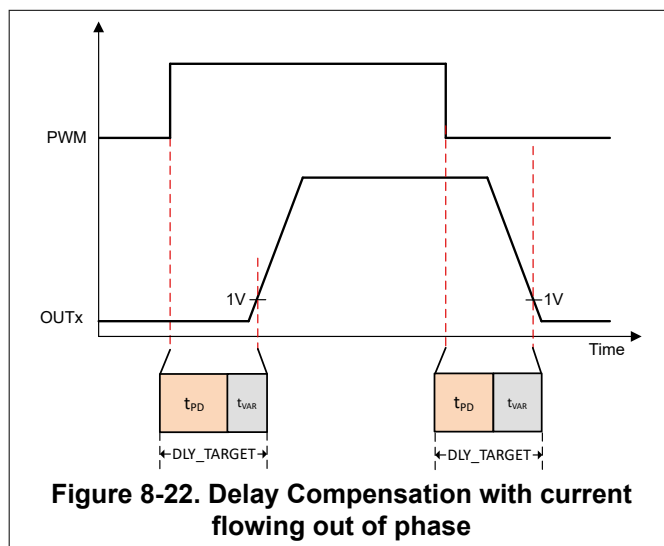 PWM
1V
1V
OUTx
Time
tPD
tVAR
tPD
tVAR
DLY_TARGET
DLY_TARGET
Figure 8-22. Delay Compensation with current
flowing out of phase